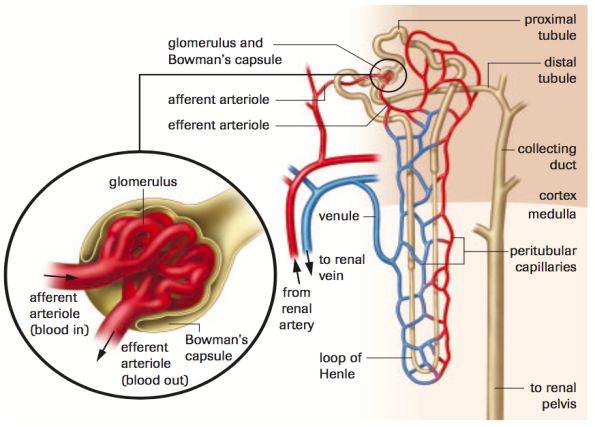 proximal
tubule
glomerulus and
Bowman's capsule
distal
tubule
afferent arteriole
efferent arteriole
collecting
duct
glomerulus
cortex
medulla
venule
peritubular
capillaries
to renal
vein
from
renal
artery
afferent
arteriole
(blood in)
Bowman's
capsule
efferent
arteriole
(blood out)
loop of
Henle
to renal
pelvis